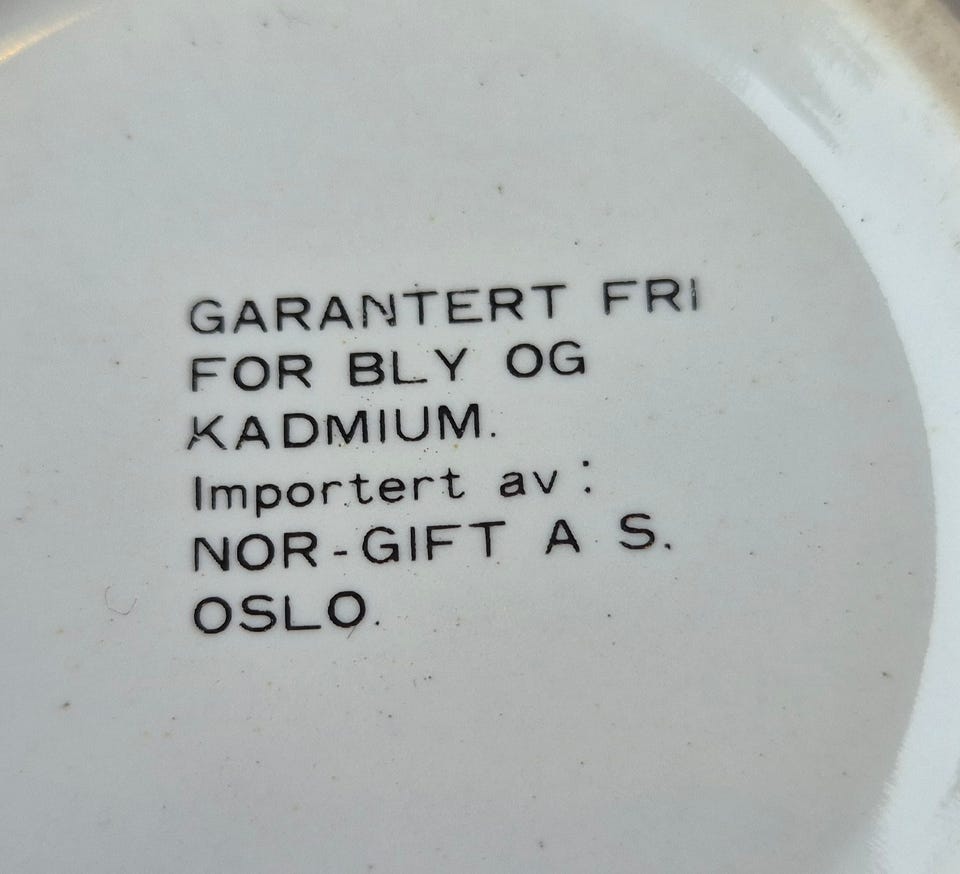 GARANTERT FRI
FOR BLY OG
KADMIUM.
Importert av:
NOR-GIFT A S.
OSLO.